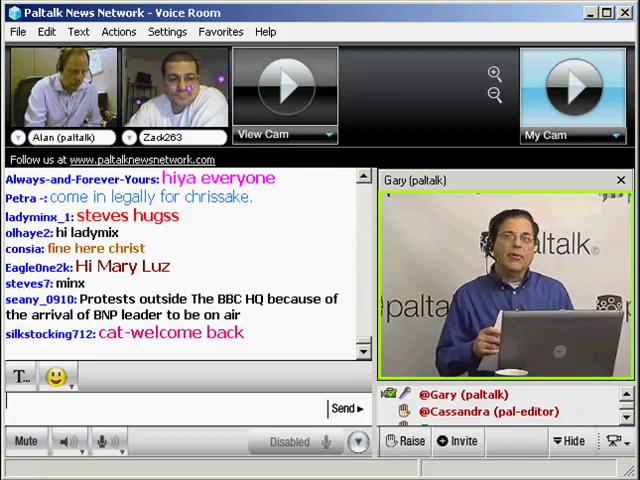 Paltalk News Network - Voice Room
File Edit Text Actions Settings Favorites Help
Alan (paltalk) Zack263 View Cam My Cam
Follow us at www.paltalknewsnetwork.com
Always-and-Forever-Yours: hiya everyone
Petra -: come in legally for chrissake.
ladyminx_1: steves hugss
olhaye2: hi ladymix
consia: fine here christ
Eagle0ne2k: Hi Mary Luz
steves7: minx
seany_0910: Protests outside The BBC HQ because of
the arrival of BNP leader to be on air
silkstocking712: cat-welcome back
T...
Send
Mute Disabled
Gary (paltalk)
paltalk
paltalk®
paltalk
pa
@Gary (paltalk)
@Cassandra (pal-editor)
Raise Invite Hide